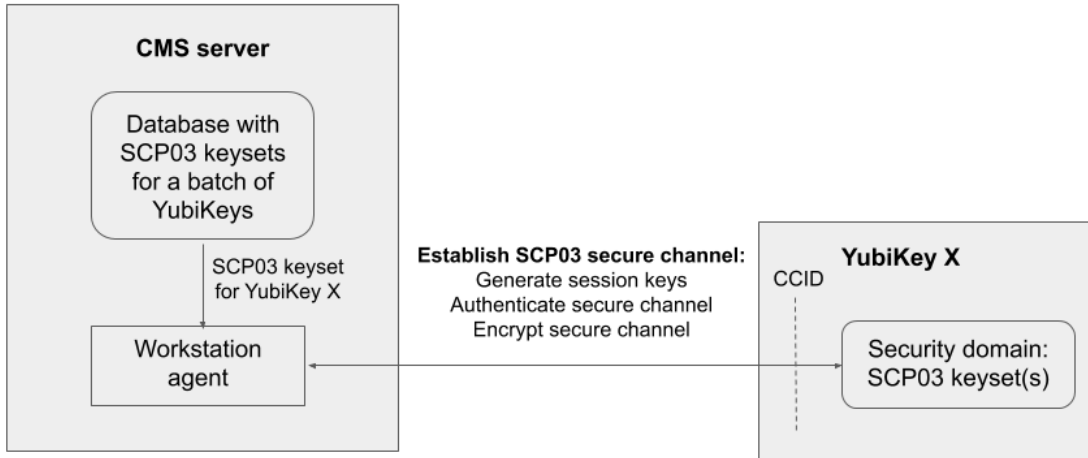 CMS server
Database with
SCP03 keysets
for a batch of
YubiKeys
SCP03 keyset
for YubiKey X
Workstation
agent
Establish SCP03 secure channel:
Generate session keys
Authenticate secure channel
Encrypt secure channel
YubiKey X
CCID
Security domain:
SCP03 keyset(s)